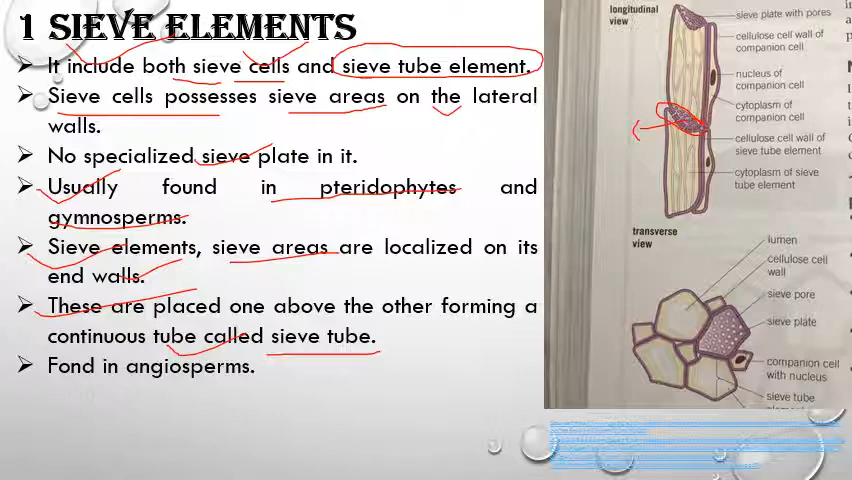 1 SIEVE ELEMENTS
It include both sieve cells and sieve tube element.
Sieve cells possesses sieve areas on the lateral
walls.
No specialized sieve plate in it.
Usually found in pteridophytes and
gymnosperms.
Sieve elements, sieve areas are localized on its
end walls.
These are placed one above the other forming a
continuous tube called sieve tube.
Fond in angiosperms.
longitudinal
view
sieve plate with pores
cellulose cell wall of
companion cell
nucleus of
companion cell
cytoplasm of
companion cell
cellulose cell wall of
sieve tube element
cytoplasm of sieve
tube element
transverse
view
lumen
cellulose cell
wall
sieve pore
sieve plate
companion cell
with nucleus
sieve tube